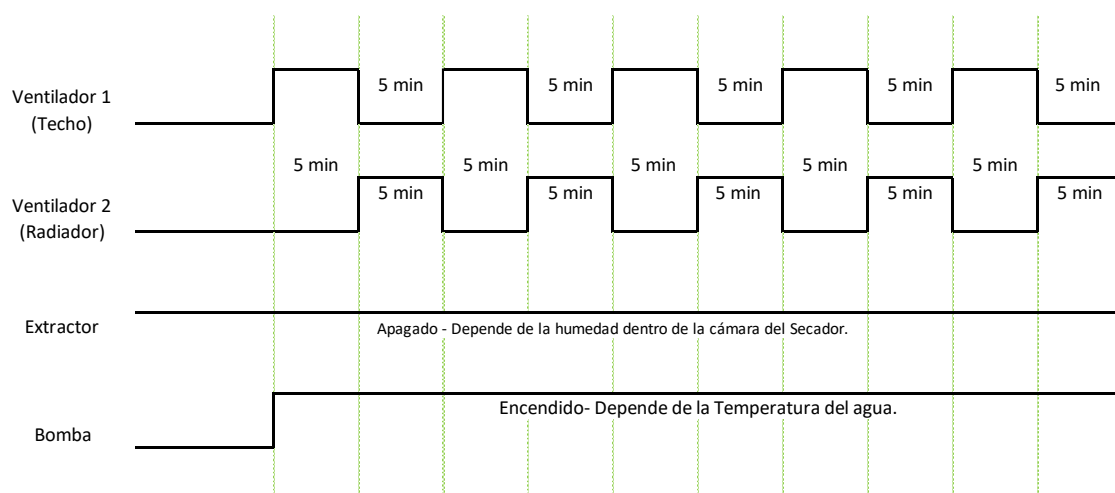 5 min 5 min 5 min 5 min 5 min
Ventilador 1
(Techo)
5 min 5 min 5 min 5 min 5 min
5 min 5 min 5 min 5 min 5 min
Ventilador 2
(Radiador)
Extractor
Apagado - Depende de la humedad dentro de la cámara del Secador.
Encendido- Depende de la Temperatura del agua.
Bomba